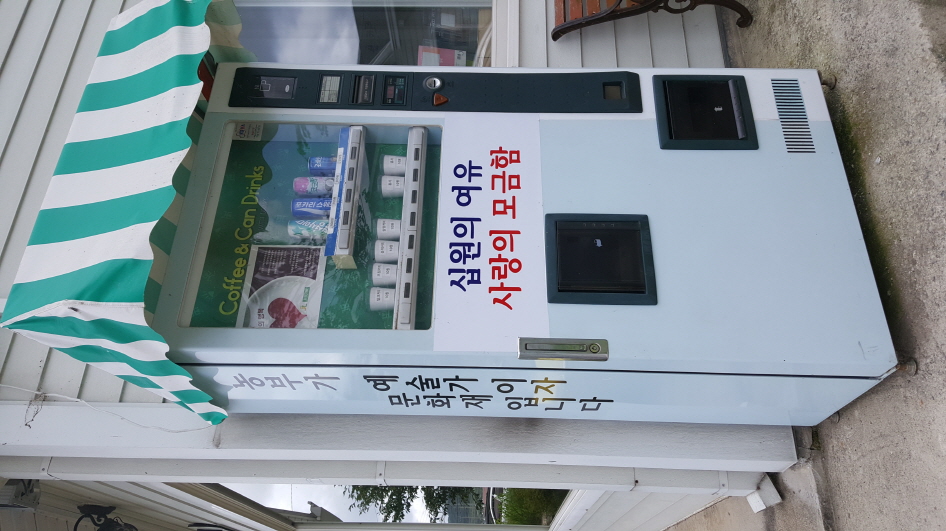 Coffee & Can Drinks
십원의 여유
사랑의 모금함
농부가 예술가 이자
문화재 입니다